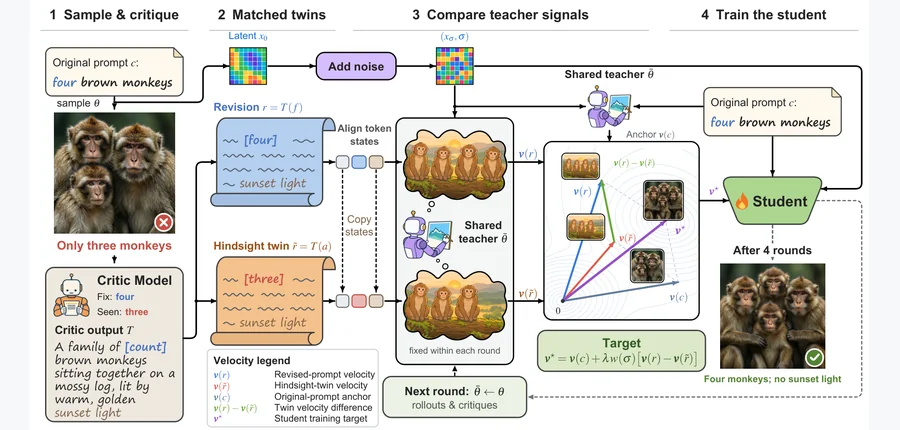 1 Sample & critique
2 Matched twins
3 Compare teacher signals
4 Train the student
Original prompt c:
four brown monkeys
sample θ
Only three monkeys
Critic Model
Fix: four
Seen: three
Critic output T
A family of [count]
brown monkeys
sitting together on a
mossy log, lit by
warm, golden
sunset light
Latent x₀
Add noise
(x_σ, σ)
Revision r = T(f)
[four]
sunset light
Align token
states
Copy
states
Hindsight twin r̃ = T(a)
[three]
sunset light
Velocity legend
v(r) Revised-prompt velocity
v(r̃) Hindsight-twin velocity
v(c) Original-prompt anchor
v(r) − v(r̃) Twin velocity difference
v* Student training target
Shared
teacher θ̄
fixed within each round
v(r)
v(r̃)
Next round: θ̄ ← θ
rollouts & critiques
Shared teacher θ̄
Anchor v(c)
v(r) − v(r̃)
v(r)
v(r̃)
v*
v(c)
0
Target
v* = v(c) + λw(σ)[v(r) − v(r̃)]
Original prompt c:
four brown monkeys
v*
Student
After 4 rounds
Four monkeys; no sunset light